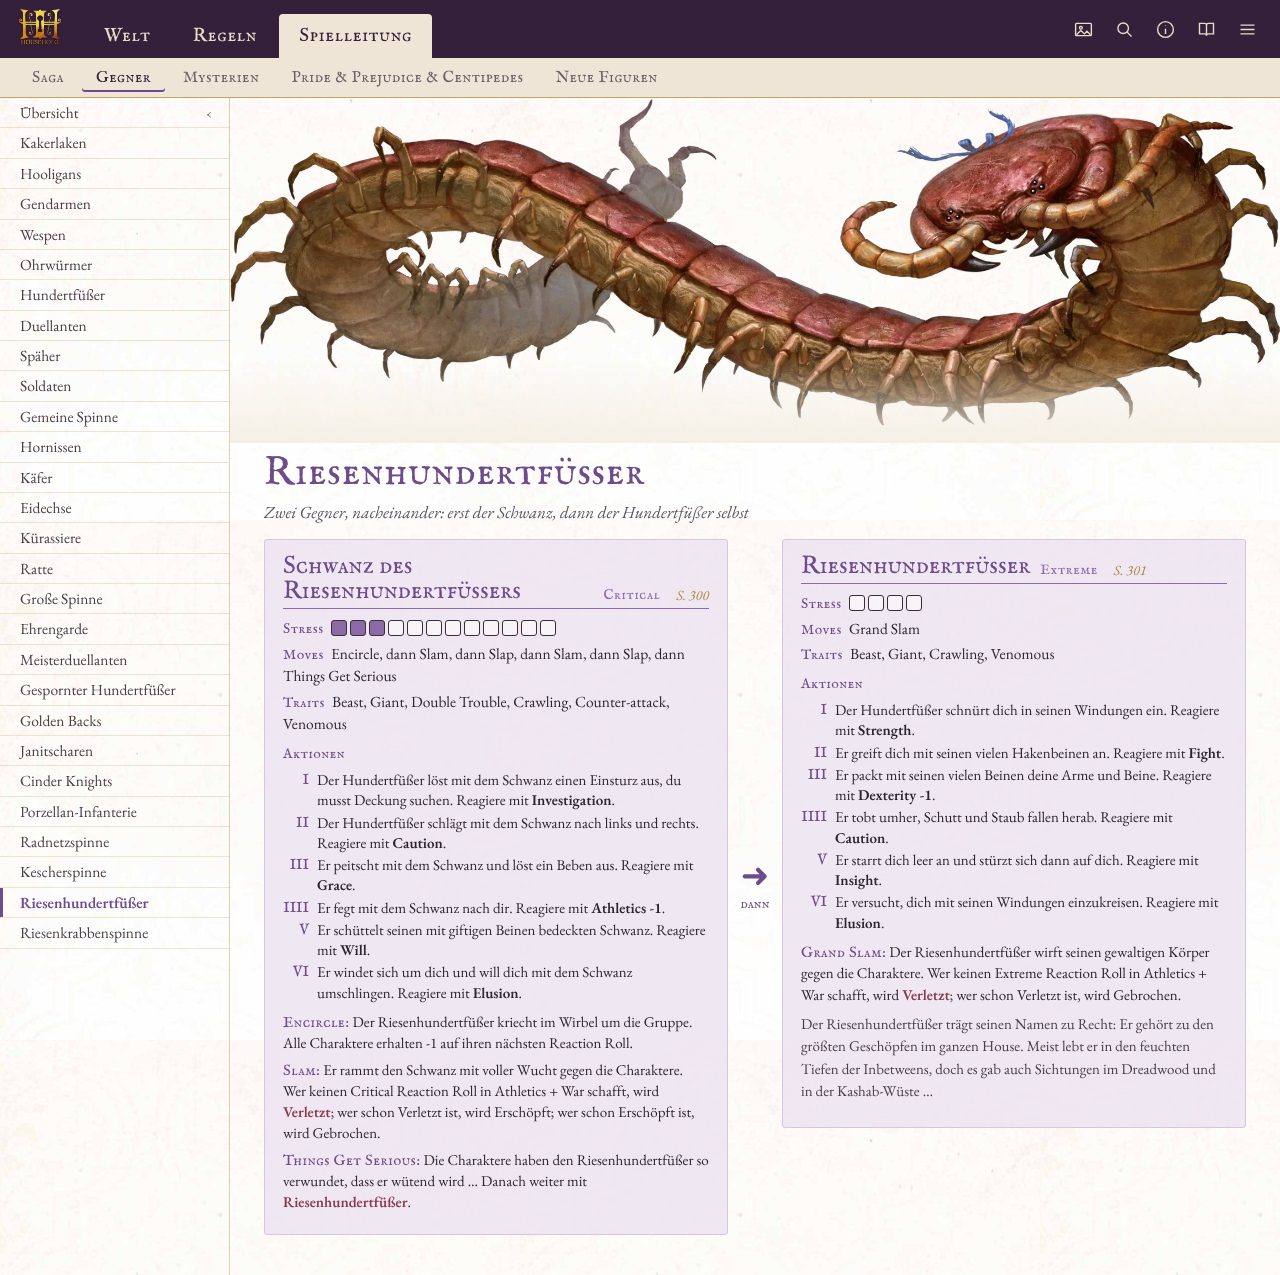 HOUSEHOLD
Welt
Regeln
Spielleitung
Saga
Gegner
Mysterien
Pride & Prejudice & Centipedes
Neue Figuren
Übersicht
Kakerlaken
Hooligans
Gendarmen
Wespen
Ohrwürmer
Hundertfüßer
Duellanten
Späher
Soldaten
Gemeine Spinne
Hornissen
Käfer
Eidechse
Kürassiere
Ratte
Große Spinne
Ehrengarde
Meisterduellanten
Gespornter Hundertfüßer
Golden Backs
Janitscharen
Cinder Knights
Porzellan-Infanterie
Radnetzspinne
Kescherspinne
Riesenhundertfüßer
Riesenkrabbenspinne
Riesenhundertfüsser
Zwei Gegner, nacheinander: erst der Schwanz, dann der Hundertfüßer selbst
Schwanz des
Riesenhundertfüssers Critical S. 300
Stress
Moves Encircle, dann Slam, dann Slap, dann Slam, dann Slap, dann
Things Get Serious
Traits Beast, Giant, Double Trouble, Crawling, Counter-attack,
Venomous
Aktionen
I Der Hundertfüßer löst mit dem Schwanz einen Einsturz aus, du
musst Deckung suchen. Reagiere mit Investigation.
II Der Hundertfüßer schlägt mit dem Schwanz nach links und rechts.
Reagiere mit Caution.
III Er peitscht mit dem Schwanz und löst ein Beben aus. Reagiere mit
Grace.
IIII Er fegt mit dem Schwanz nach dir. Reagiere mit Athletics -1.
V Er schüttelt seinen mit giftigen Beinen bedeckten Schwanz. Reagiere
mit Will.
VI Er windet sich um dich und will dich mit dem Schwanz
umschlingen. Reagiere mit Elusion.
Encircle: Der Riesenhundertfüßer kriecht im Wirbel um die Gruppe.
Alle Charaktere erhalten -1 auf ihren nächsten Reaction Roll.
Slam: Er rammt den Schwanz mit voller Wucht gegen die Charaktere.
Wer keinen Critical Reaction Roll in Athletics + War schafft, wird
Verletzt; wer schon Verletzt ist, wird Erschöpft; wer schon Erschöpft ist,
wird Gebrochen.
Things Get Serious: Die Charaktere haben den Riesenhundertfüßer so
verwundet, dass er wütend wird … Danach weiter mit
Riesenhundertfüßer.
dann
Riesenhundertfüsser Extreme S. 301
Stress
Moves Grand Slam
Traits Beast, Giant, Crawling, Venomous
Aktionen
I Der Hundertfüßer schnürt dich in seinen Windungen ein. Reagiere
mit Strength.
II Er greift dich mit seinen vielen Hakenbeinen an. Reagiere mit Fight.
III Er packt mit seinen vielen Beinen deine Arme und Beine. Reagiere
mit Dexterity -1.
IIII Er tobt umher, Schutt und Staub fallen herab. Reagiere mit
Caution.
V Er starrt dich leer an und stürzt sich dann auf dich. Reagiere mit
Insight.
VI Er versucht, dich mit seinen Windungen einzukreisen. Reagiere mit
Elusion.
Grand Slam: Der Riesenhundertfüßer wirft seinen gewaltigen Körper
gegen die Charaktere. Wer keinen Extreme Reaction Roll in Athletics +
War schafft, wird Verletzt; wer schon Verletzt ist, wird Gebrochen.
Der Riesenhundertfüßer trägt seinen Namen zu Recht: Er gehört zu den
größten Geschöpfen im ganzen House. Meist lebt er in den feuchten
Tiefen der Inbetweens, doch es gab auch Sichtungen im Dreadwood und
in der Kashab-Wüste …